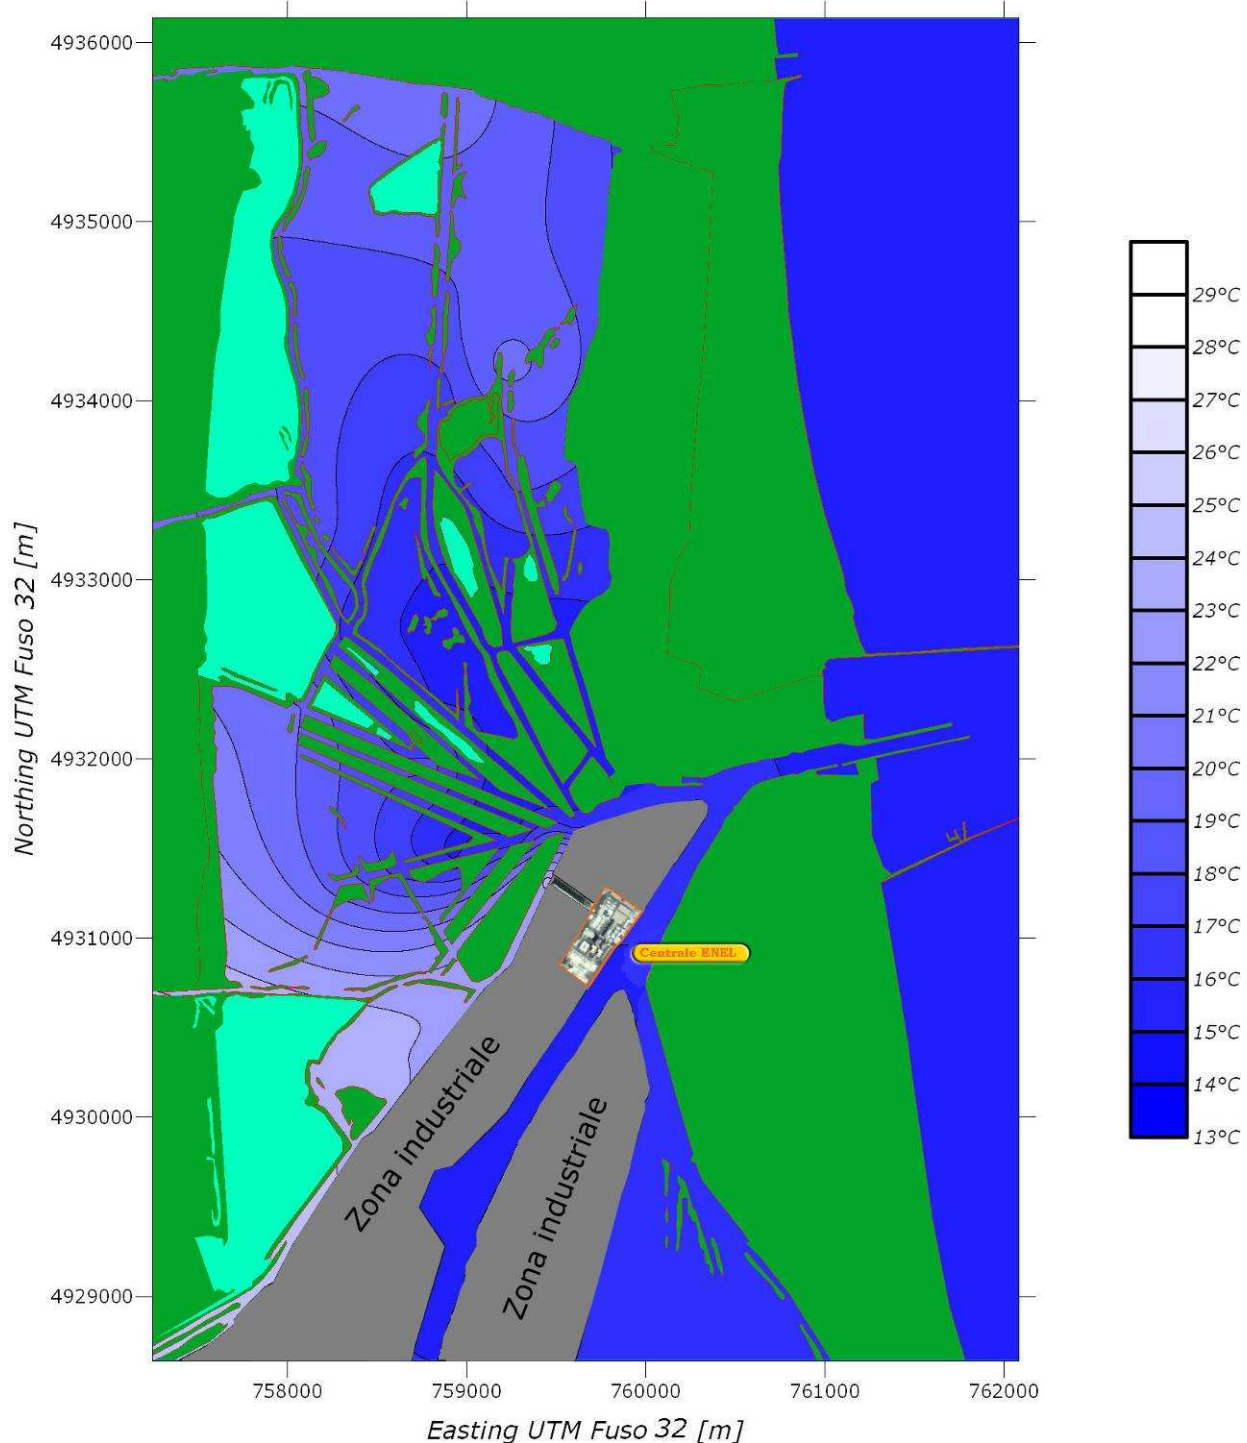 4936000
4935000
4934000
4933000
4932000
4931000
4930000
4929000
Northing UTM Fuso 32 [m]
758000
759000
760000
761000
762000
Easting UTM Fuso 32 [m]
Centrale ENEL
Zona industriale
Zona industriale
29°C
28°C
27°C
26°C
25°C
24°C
23°C
22°C
21°C
20°C
19°C
18°C
17°C
16°C
15°C
14°C
13°C